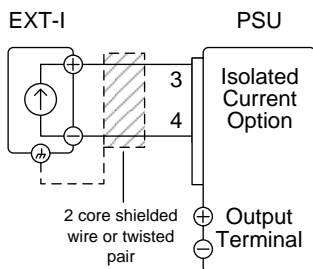 EXT-I
PSU
3
4
Isolated
Current
Option
2 core shielded
wire or twisted
pair
Output
Terminal